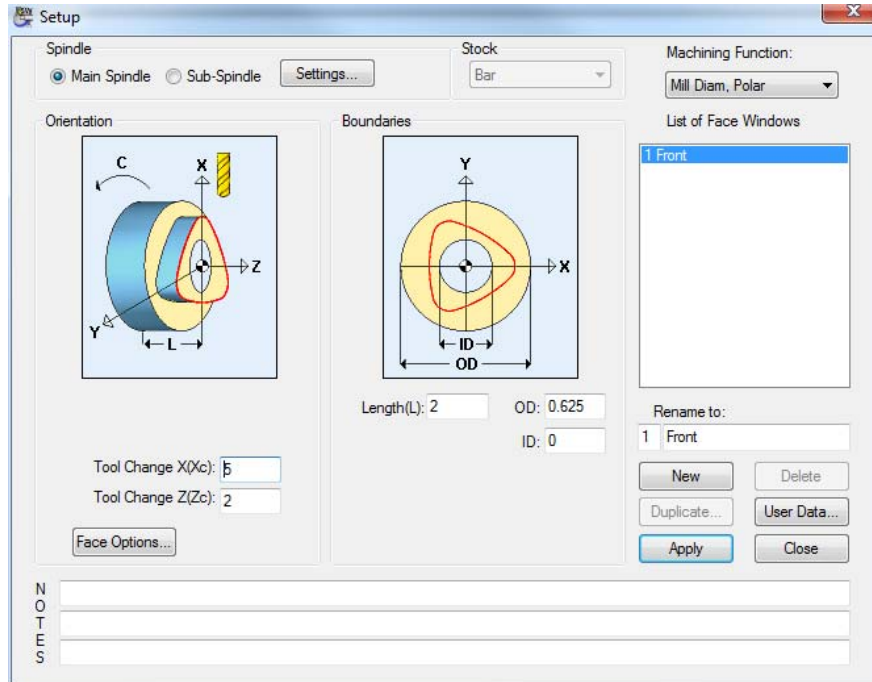 Setup
Spindle
Main Spindle
Sub-Spindle
Settings...
Stock
Bar
Machining Function:
Mill Diam, Polar
Orientation
C
X
Z
Y
L
Boundaries
Y
X
ID
OD
Length(L): 2
OD: 0.625
ID: 0
Tool Change X(Xc): 5
Tool Change Z(Zc): 2
Face Options...
List of Face Windows
1 Front
Rename to:
1 Front
New
Delete
Duplicate...
User Data...
Apply
Close
NOTES